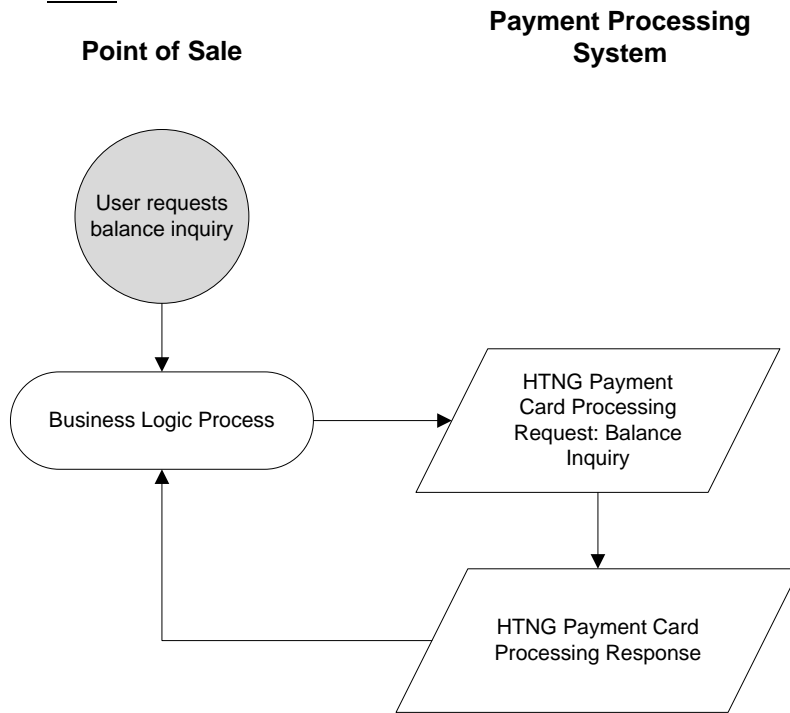 Point of Sale
Payment Processing
System
User requests
balance inquiry
Business Logic Process
HTNG Payment
Card Processing
Request: Balance
Inquiry
HTNG Payment Card
Processing Response